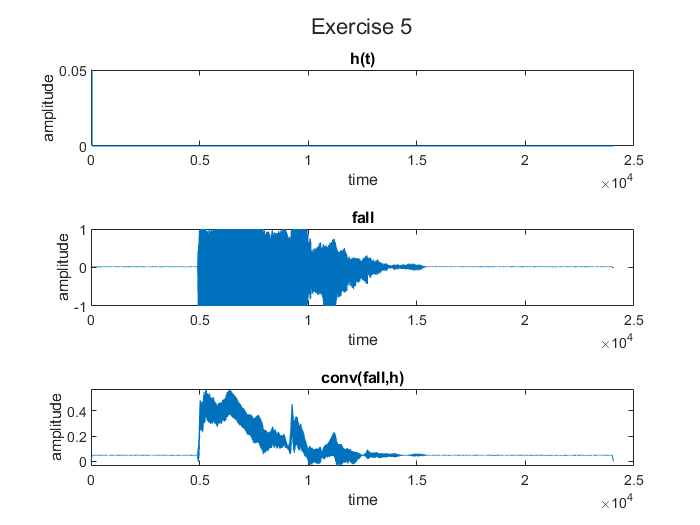 Exercise 5
h(t)
0.05
0
amplitude
0 0.5 1 1.5 2 2.5
time
×10^4
fall
1
0
-1
amplitude
0 0.5 1 1.5 2 2.5
time
×10^4
conv(fall,h)
0.4
0.2
0
amplitude
0 0.5 1 1.5 2 2.5
time
×10^4